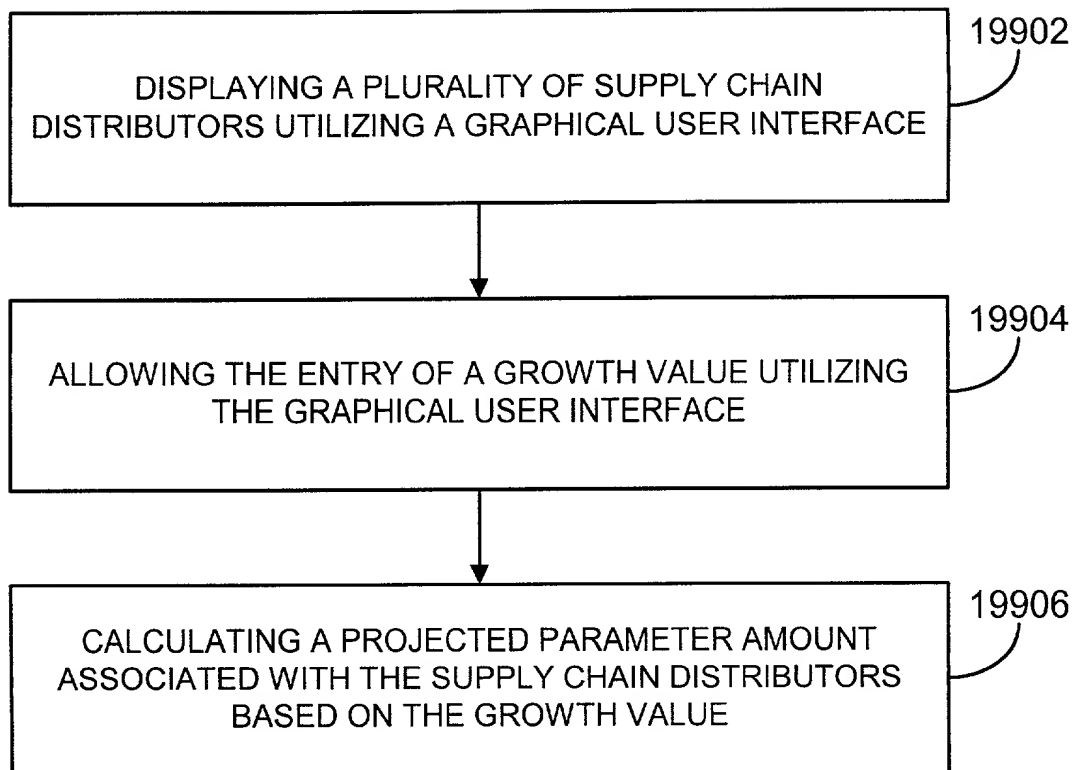 19902
DISPLAYING A PLURALITY OF SUPPLY CHAIN
DISTRIBUTORS UTILIZING A GRAPHICAL USER INTERFACE
19904
ALLOWING THE ENTRY OF A GROWTH VALUE UTILIZING
THE GRAPHICAL USER INTERFACE
19906
CALCULATING A PROJECTED PARAMETER AMOUNT
ASSOCIATED WITH THE SUPPLY CHAIN DISTRIBUTORS
BASED ON THE GROWTH VALUE